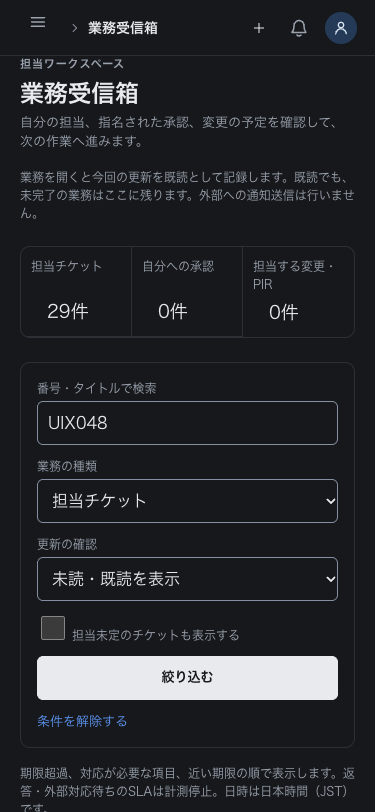 業務受信箱
担当ワークスペース
業務受信箱
自分の担当、指名された承認、変更の予定を確認して、
次の作業へ進みます。
業務を開くと今回の更新を既読として記録します。既読でも、
未完了の業務はここに残ります。外部への通知送信は行いませ
ん。
担当チケット
29件
自分への承認
0件
担当する変更・
PIR
0件
番号・タイトルで検索
UIX048
業務の種類
担当チケット
更新の確認
未読・既読を表示
担当未定のチケットも表示する
絞り込む
条件を解除する
期限超過、対応が必要な項目、近い期限の順で表示します。返
答・外部対応待ちのSLAは計測停止。日時は日本時間（JST）
です。